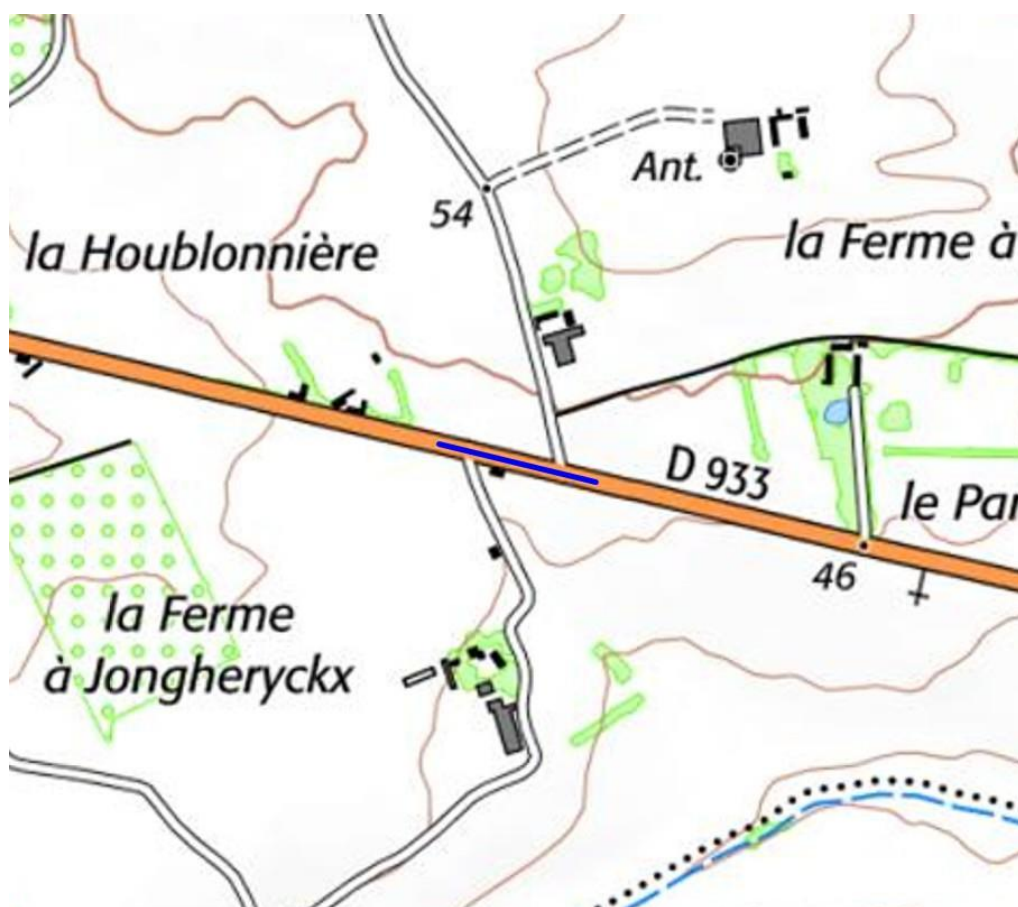 Ant.
54
la Houblonnière
la Ferme à
D 933
le Par
46
la Ferme
à Jongheryckx